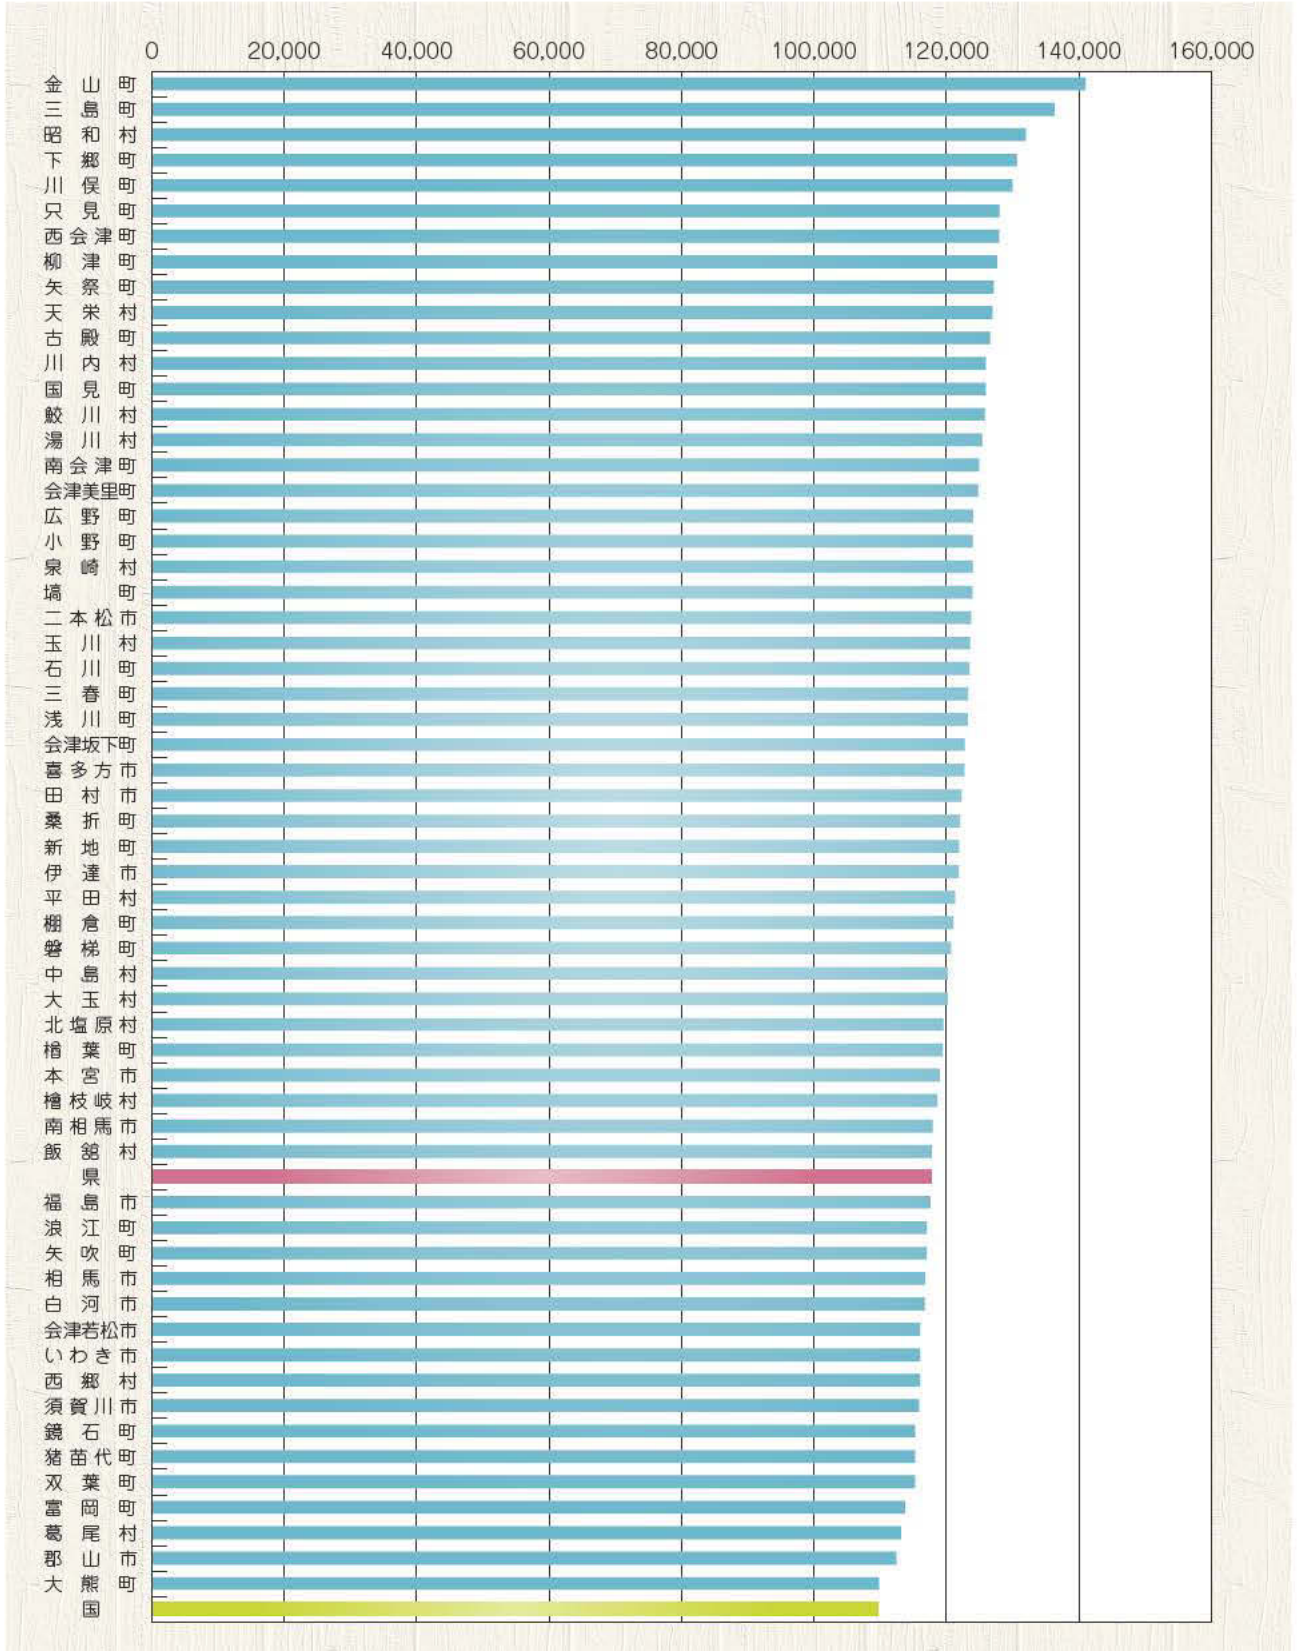 0 20,000 40,000 60,000 80,000 100,000 120,000 140,000 160,000
金山町
三島町
昭和村
下郷町
川俣町
只見町
西会津町
柳津町
矢祭町
天栄村
古殿町
川内村
国見町
鮫川村
湯川村
南会津町
会津美里町
広野町
小野町
泉崎村
塙町
二本松市
玉川村
石川町
三春町
浅川町
会津坂下町
喜多方市
田村市
桑折町
新地町
伊達市
平田村
棚倉町
磐梯町
中島村
大玉村
北塩原村
楢葉町
本宮市
檜枝岐村
南相馬市
飯舘村
県
福島市
浪江町
矢吹町
相馬市
白河市
会津若松市
いわき市
西郷村
須賀川市
鏡石町
猪苗代町
双葉町
富岡町
葛尾村
郡山市
大熊町
国